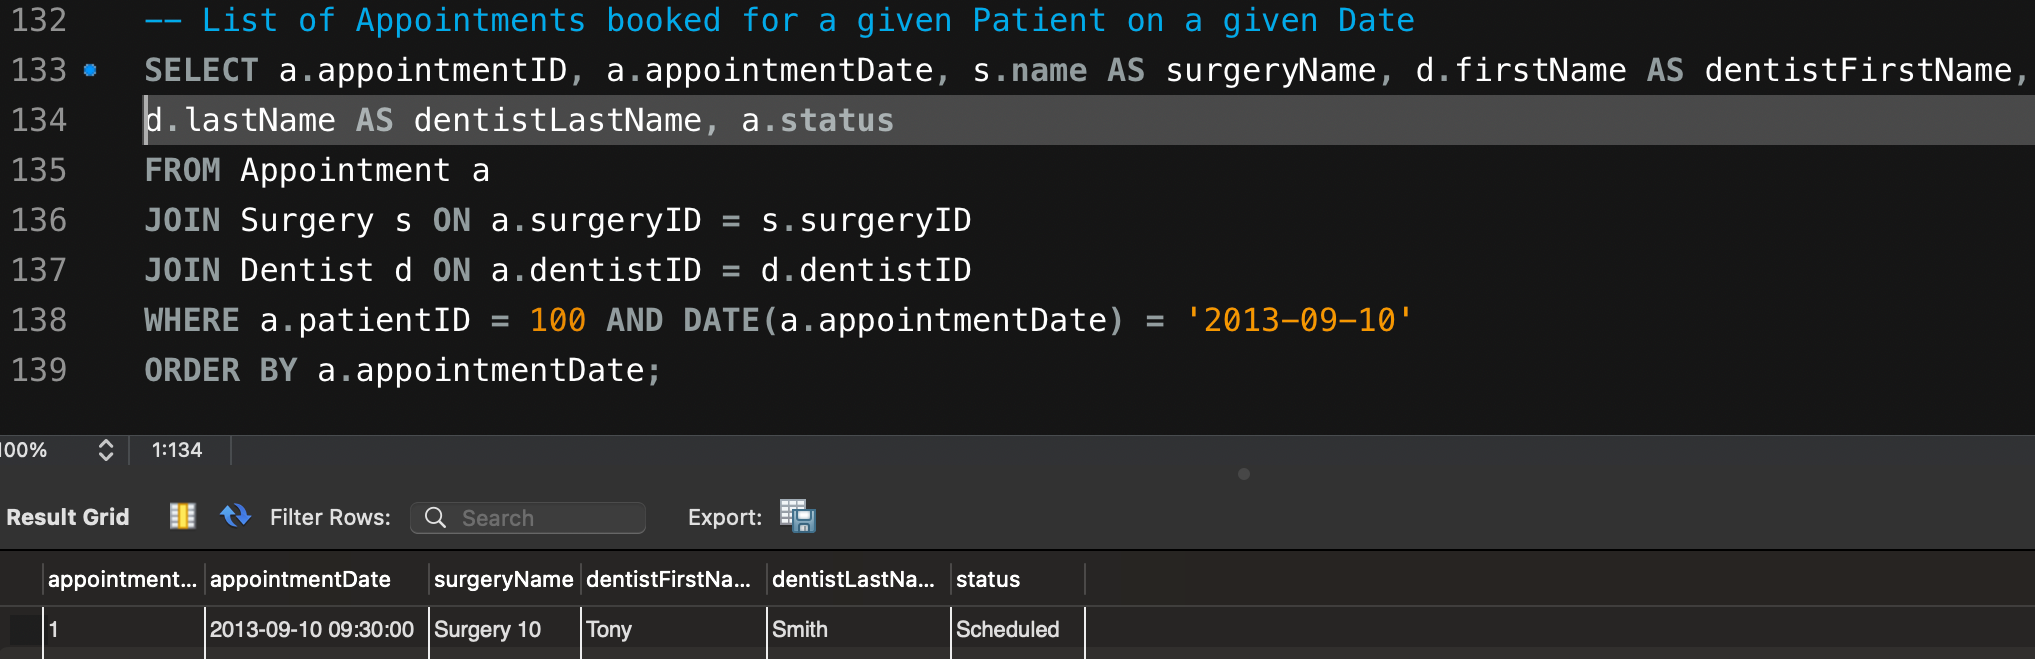 132 -- List of Appointments booked for a given Patient on a given Date
133 SELECT a.appointmentID, a.appointmentDate, s.name AS surgeryName, d.firstName AS dentistFirstName,
134 d.lastName AS dentistLastName, a.status
135 FROM Appointment a
136 JOIN Surgery s ON a.surgeryID = s.surgeryID
137 JOIN Dentist d ON a.dentistID = d.dentistID
138 WHERE a.patientID = 100 AND DATE(a.appointmentDate) = '2013-09-10'
139 ORDER BY a.appointmentDate;
100% 1:134
Result Grid Filter Rows: Search Export:
appointment... appointmentDate surgeryName dentistFirstNa... dentistLastNa... status
1 2013-09-10 09:30:00 Surgery 10 Tony Smith Scheduled